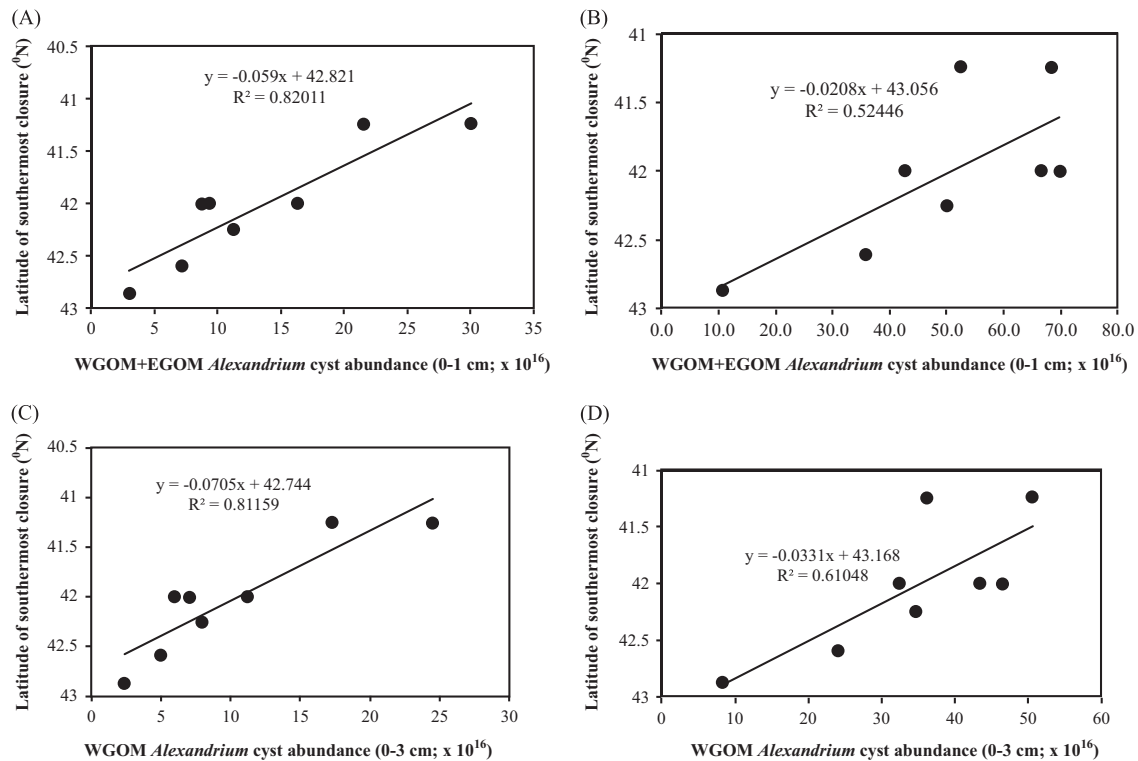 (A)
40.5
41
41.5
42
42.5
43
0 5 10 15 20 25 30 35
Latitude of southermost closure (⁰N)
y = -0.059x + 42.821
R² = 0.82011
WGOM+EGOM Alexandrium cyst abundance (0-1 cm; x 10¹⁶)
(B)
41
41.5
42
42.5
43
0.0 10.0 20.0 30.0 40.0 50.0 60.0 70.0 80.0
Latitude of southermost closure (⁰N)
y = -0.0208x + 43.056
R² = 0.52446
WGOM+EGOM Alexandrium cyst abundance (0-1 cm; x 10¹⁶)
(C)
40.5
41
41.5
42
42.5
43
0 5 10 15 20 25 30
Latitude of southermost closure (⁰N)
y = -0.0705x + 42.744
R² = 0.81159
WGOM Alexandrium cyst abundance (0-3 cm; x 10¹⁶)
(D)
41
41.5
42
42.5
43
0 10 20 30 40 50 60
Latitude of southermost closure (⁰N)
y = -0.0331x + 43.168
R² = 0.61048
WGOM Alexandrium cyst abundance (0-3 cm; x 10¹⁶)